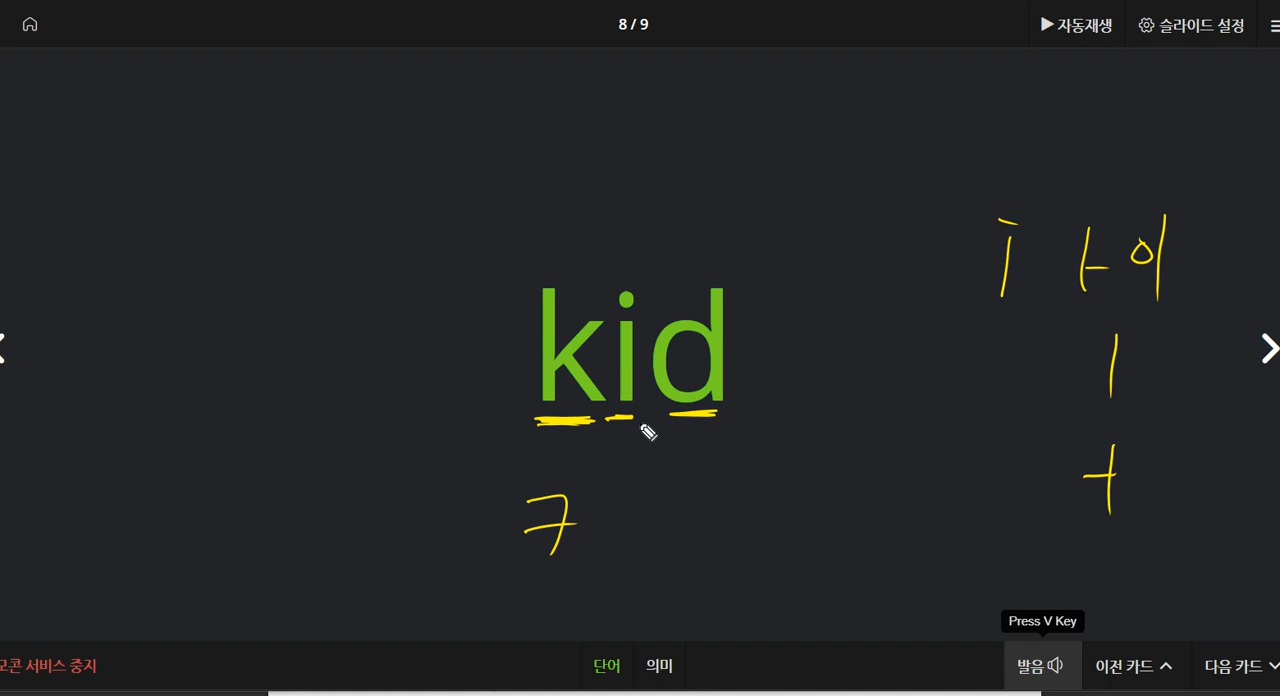 8 / 9
▶ 자동재생
슬라이드 설정
i ㅏ이
kid
ㅣ
ㅓ
ㅋ
Press V Key
모콘 서비스 중지
단어
의미
발음
이전 카드
다음 카드